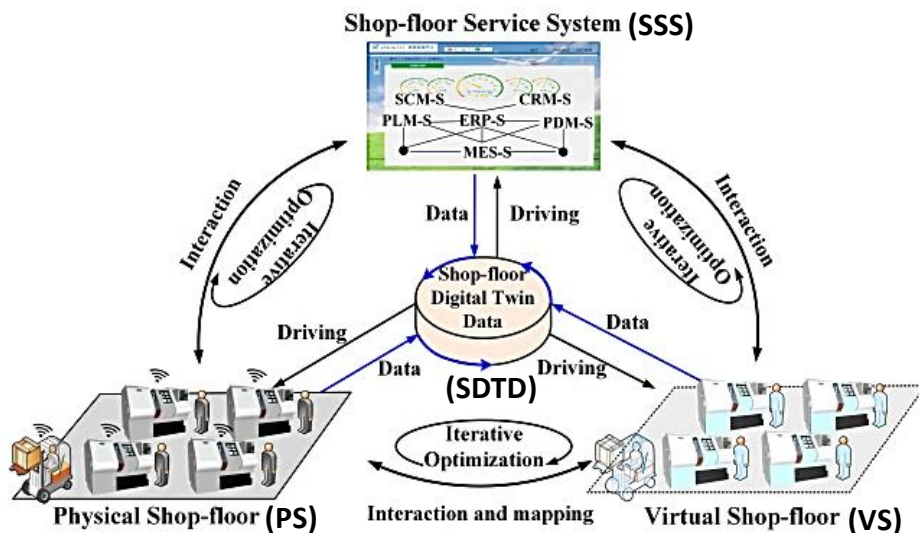 Shop-floor Service System (SSS)
SCM-S CRM-S
PLM-S ERP-S PDM-S
MES-S
Interaction
Iterative
Optimization
Data
Driving
Iterative
Optimization
Interaction
Shop-floor
Digital Twin
Data
(SDTD)
Driving
Data
Data
Driving
Iterative
Optimization
Interaction and mapping
Physical Shop-floor (PS)
Virtual Shop-floor (VS)